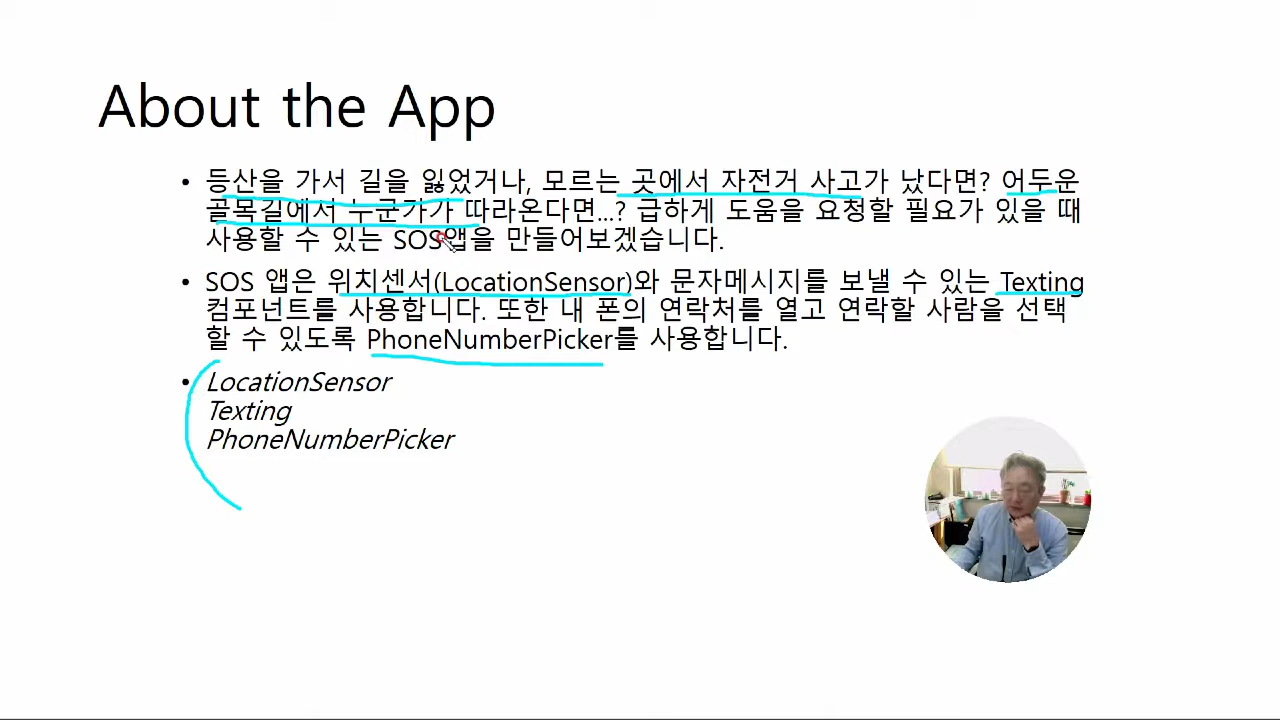 About the App
• 등산을 가서 길을 잃었거나, 모르는 곳에서 자전거 사고가 났다면? 어두운
골목길에서 누군가가 따라온다면...? 급하게 도움을 요청할 필요가 있을 때
사용할 수 있는 SOS앱을 만들어보겠습니다.
• SOS 앱은 위치센서(LocationSensor)와 문자메시지를 보낼 수 있는 Texting
컴포넌트를 사용합니다. 또한 내 폰의 연락처를 열고 연락할 사람을 선택
할 수 있도록 PhoneNumberPicker를 사용합니다.
• LocationSensor
Texting
PhoneNumberPicker